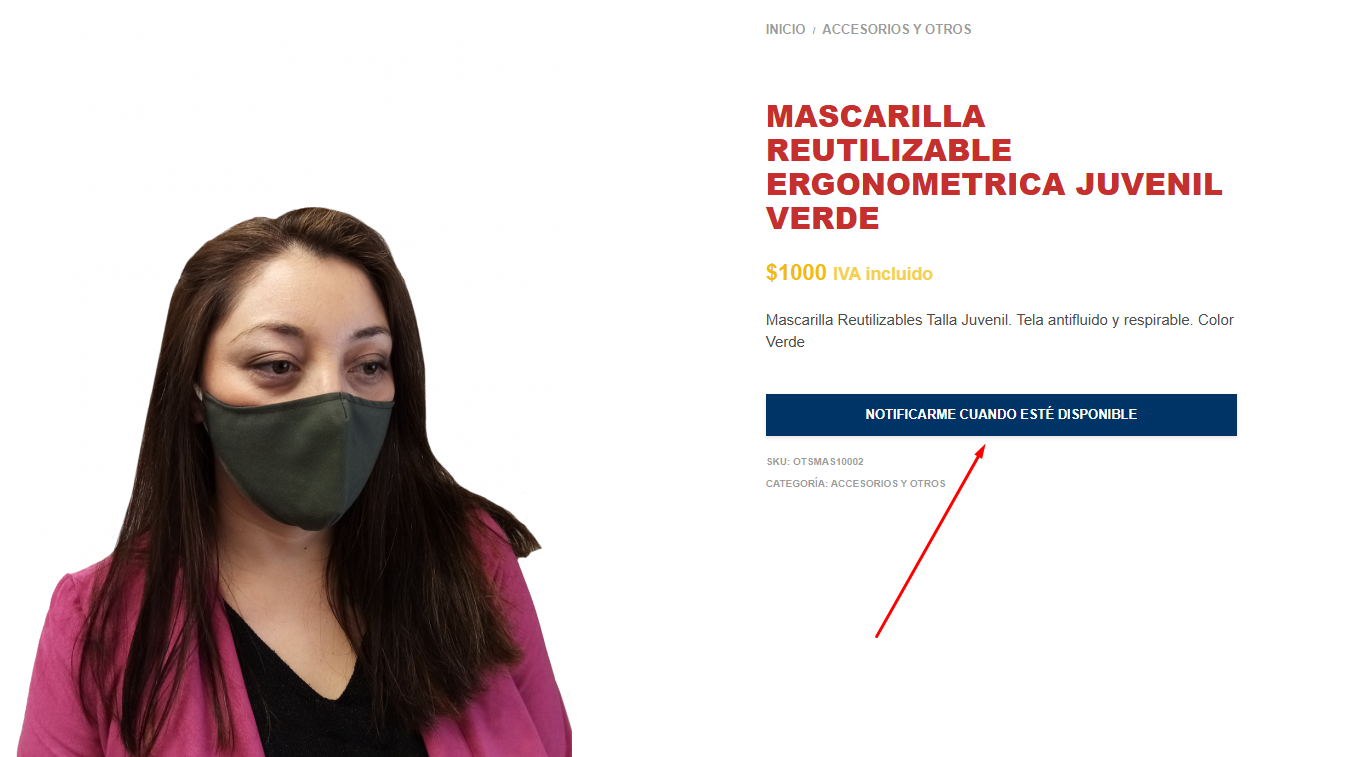 INICIO / ACCESORIOS Y OTROS
MASCARILLA
REUTILIZABLE
ERGONOMETRICA JUVENIL
VERDE
$1000 IVA incluido
Mascarilla Reutilizables Talla Juvenil. Tela antifluido y respirable. Color
Verde
NOTIFICARME CUANDO ESTÉ DISPONIBLE
SKU: OTSMAS10002
CATEGORÍA: ACCESORIOS Y OTROS